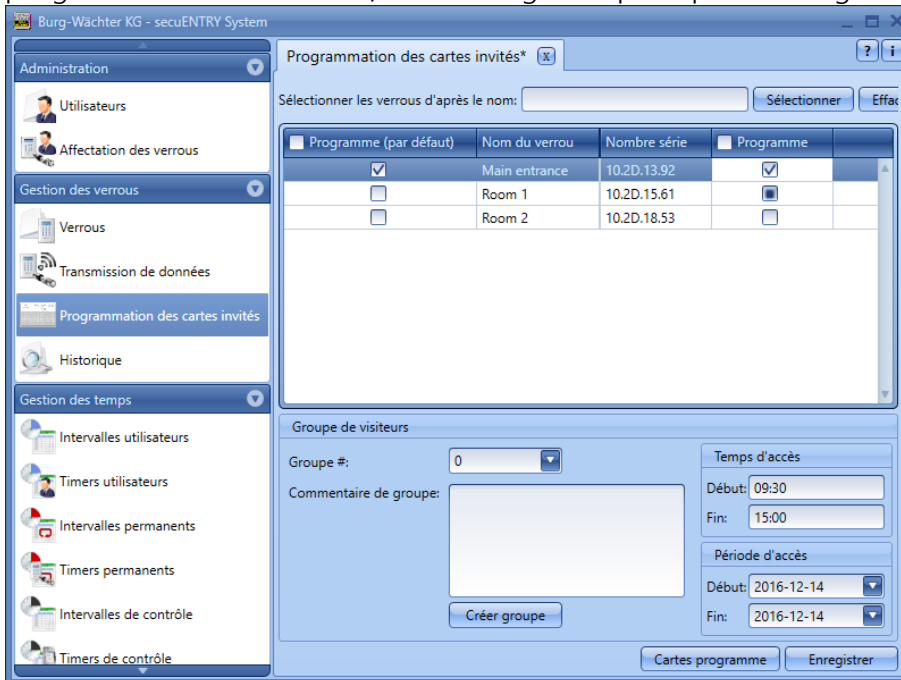 Burg-Wächter KG - secuENTRY System
Administration
Utilisateurs
Affectation des verrous
Gestion des verrous
Verrous
Transmission de données
Programmation des cartes invités
Historique
Gestion des temps
Intervalles utilisateurs
Timers utilisateurs
Intervalles permanents
Timers permanents
Intervalles de contrôle
Timers de contrôle
Programmation des cartes invités* x
? i
Sélectionner les verrous d'après le nom: Sélectionner Effac
Programme (par défaut) Nom du verrou Nombre série Programme
Main entrance 10.2D.13.92
Room 1 10.2D.15.61
Room 2 10.2D.18.53
Groupe de visiteurs
Groupe #: 0
Commentaire de groupe:
Créer groupe
Temps d'accès
Début: 09:30
Fin: 15:00
Période d'accès
Début: 2016-12-14
Fin: 2016-12-14
Cartes programme Enregistrer